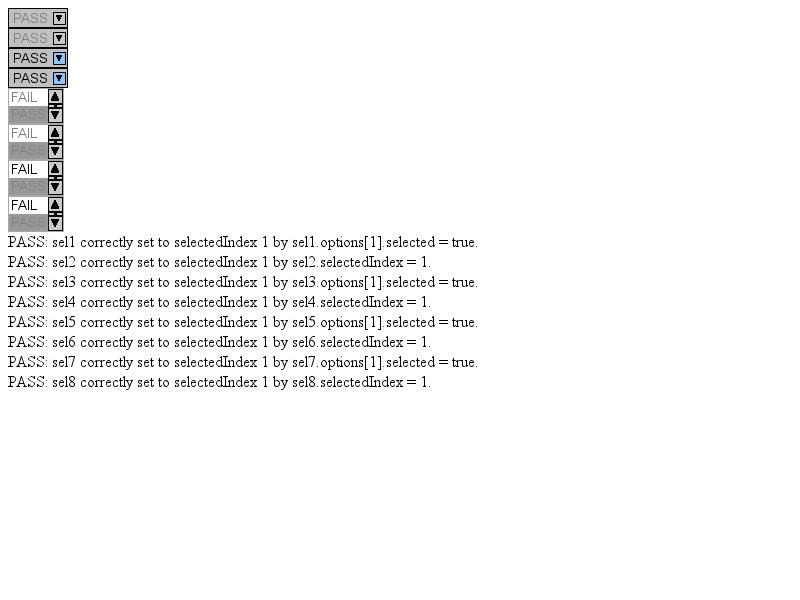 PASS
PASS
PASS
PASS
FAIL
PASS
FAIL
PASS
FAIL
PASS
FAIL
PASS
PASS: sel1 correctly set to selectedIndex 1 by sel1.options[1].selected = true.
PASS: sel2 correctly set to selectedIndex 1 by sel2.selectedIndex = 1.
PASS: sel3 correctly set to selectedIndex 1 by sel3.options[1].selected = true.
PASS: sel4 correctly set to selectedIndex 1 by sel4.selectedIndex = 1.
PASS: sel5 correctly set to selectedIndex 1 by sel5.options[1].selected = true.
PASS: sel6 correctly set to selectedIndex 1 by sel6.selectedIndex = 1.
PASS: sel7 correctly set to selectedIndex 1 by sel7.options[1].selected = true.
PASS: sel8 correctly set to selectedIndex 1 by sel8.selectedIndex = 1.